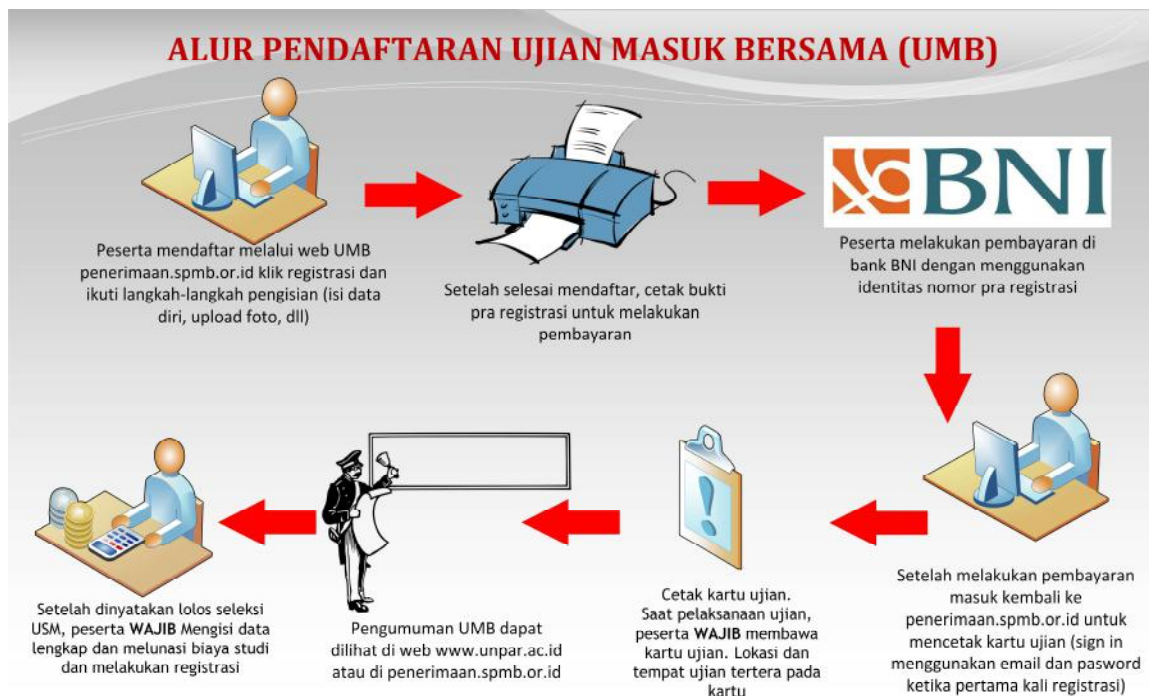 ALUR PENDAFTARAN UJIAN MASUK BERSAMA (UMB)
Peserta mendaftar melalui web UMB
penerimaan.spmb.or.id klik registrasi dan
ikuti langkah-langkah pengisian (isi data
diri, upload foto, dll)
Setelah selesai mendaftar, cetak bukti
pra registrasi untuk melakukan
pembayaran
BNI
Peserta melakukan pembayaran di
bank BNI dengan menggunakan
identitas nomor pra registrasi
Setelah melakukan pembayaran
masuk kembali ke
penerimaan.spmb.or.id untuk
mencetak kartu ujian (sign in
menggunakan email dan pasword
ketika pertama kali registrasi)
Cetak kartu ujian.
Saat pelaksanaan ujian,
peserta WAJIB membawa
kartu ujian. Lokasi dan
tempat ujian tertera pada
kartu
Pengumuman UMB dapat
dilihat di web www.unpar.ac.id
atau di penerimaan.spmb.or.id
Setelah dinyatakan lolos seleksi
USM, peserta WAJIB Mengisi data
lengkap dan melunasi biaya studi
dan melakukan registrasi